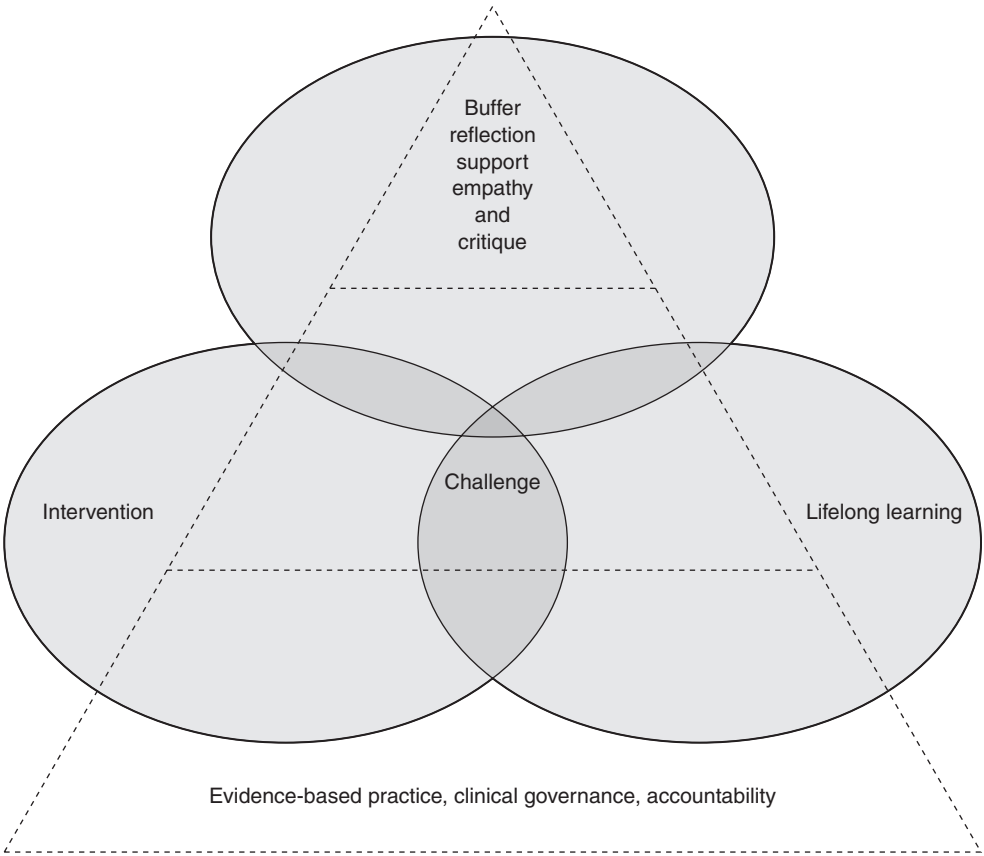 Buffer
reflection
support
empathy
and
critique
Challenge
Intervention
Lifelong learning
Evidence-based practice, clinical governance, accountability